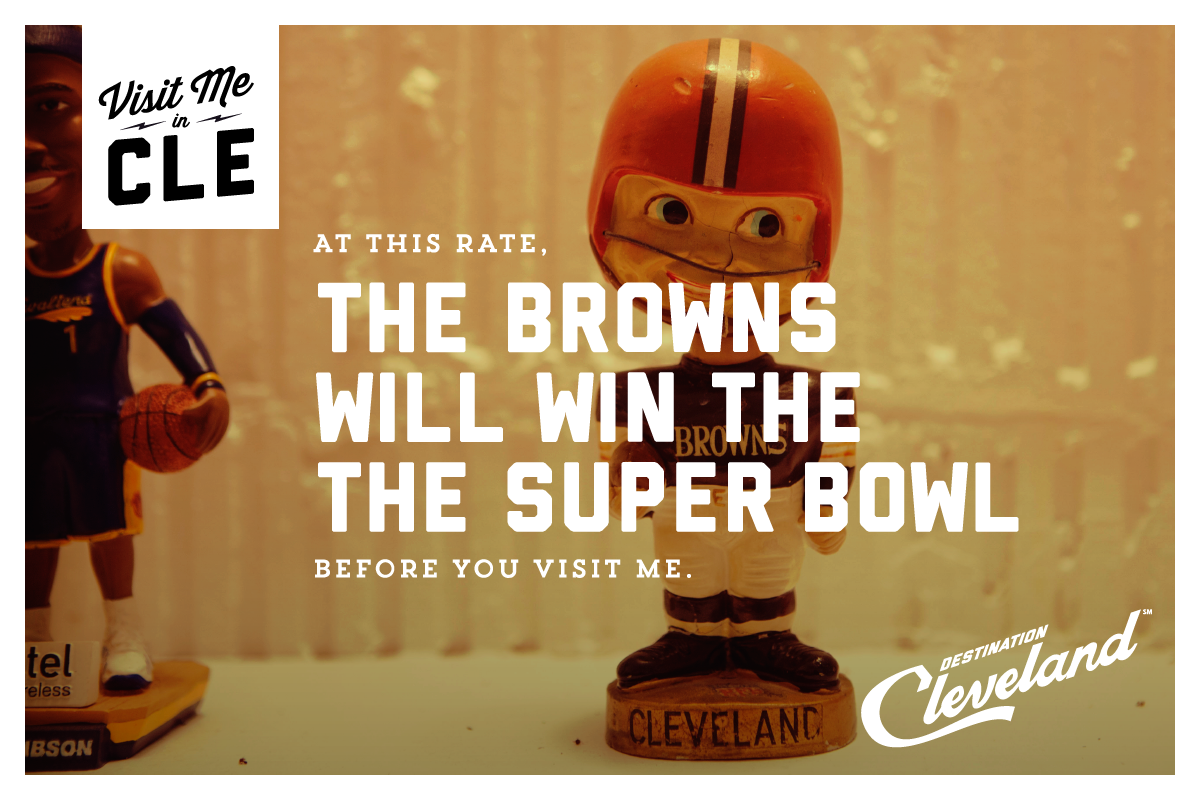 Visit Me
in
CLE
AT THIS RATE,
THE BROWNS
WILL WIN THE
THE SUPER BOWL
BEFORE YOU VISIT ME.
BROWNS
1
tel
reless
IBSON
CLEVELAND
DESTINATION
Cleveland℠